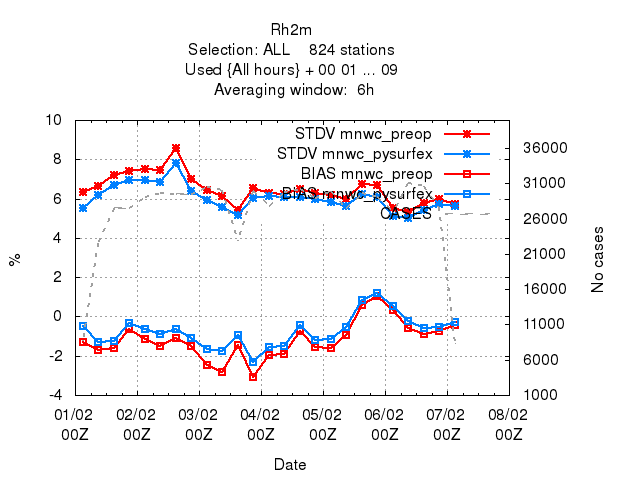 Rh2m
Selection: ALL 824 stations
Used {All hours} + 00 01 ... 09
Averaging window: 6h
STDV mnwc_preop
STDV mnwc_pysurfex
BIAS mnwc_preop
BIAS mnwc_pysurfex
CASES
10
8
6
4
2
0
-2
-4
%
36000
31000
26000
21000
16000
11000
6000
1000
No cases
01/02 02/02 03/02 04/02 05/02 06/02 07/02 08/02
00Z 00Z 00Z 00Z 00Z 00Z 00Z 00Z
Date